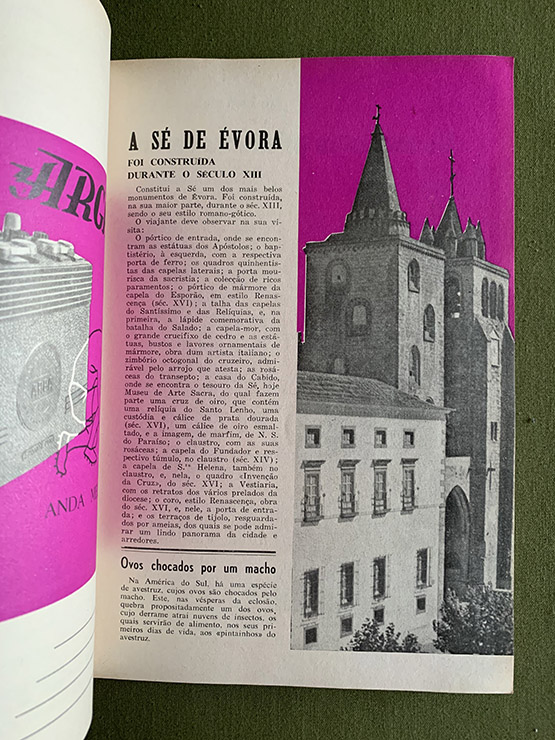 ARG
ANDA M
A SÉ DE ÉVORA
FOI CONSTRUÍDA
DURANTE O SÉCULO XIII
Constitui a Sé um dos mais belos
monumentos de Évora. Foi construída,
na sua maior parte, durante o séc. XIII,
sendo o seu estilo romano-gótico.
O viajante deve observar na sua vi-
sita:
O pórtico de entrada, onde se encon-
tram as estátuas dos Apóstolos; o bap-
tistério, à esquerda, com a respectiva
porta de ferro; os quadros quinhentis-
tas das capelas laterais; a porta mou-
risca da sacristia; a colecção de ricos
paramentos; o pórtico de mármore da
capela do Esporão, em estilo Renas-
cença (séc. XVI); a talha das capelas
do Santíssimo e das Relíquias, e, na
primeira, a lápide comemorativa da
batalha do Salado; a capela-mor, com
o grande crucifixo de cedro e as está-
tuas, bustos e lavores ornamentais de
mármore, obra dum artista italiano; o
zimbório octogonal do cruzeiro, admi-
rável pelo arrojo que atesta; as rosá-
ceas do transepto; a casa do Cabido,
onde se encontra o tesouro da Sé, hoje
Museu de Arte Sacra, do qual fazem
parte uma cruz de oiro, que contém
uma relíquia do Santo Lenho, uma
custódia e cálice de prata dourada
(séc. XVI), um cálice de oiro esmal-
tado, e a imagem, de marfim, de N. S.
do Paraíso; o claustro, com as suas
rosáceas; a capela do Fundador e res-
pectivo túmulo, no claustro (séc. XIV);
a capela de S.ta Helena, também no
claustro, e, nela, o quadro «Invenção
da Cruz», do séc. XVI; a Vestiaria,
com os retratos dos vários prelados da
diocese; o coro, estilo Renascença, obra
do séc. XVI, e, nele, a porta de entra-
da; e os terraços de tijolo, resguarda-
dos por ameias, dos quais se pode admi-
rar um lindo panorama da cidade e
arredores.
Ovos chocados por um macho
Na América do Sul, há uma espécie
de avestruz, cujos ovos são chocados pelo
macho. Este, nas vésperas da eclosão,
quebra propositadamente um dos ovos,
cujo derrame atrai nuvens de insectos, os
quais servirão de alimento, nos seus pri-
meiros dias de vida, aos «pintainhos» do
avestruz.